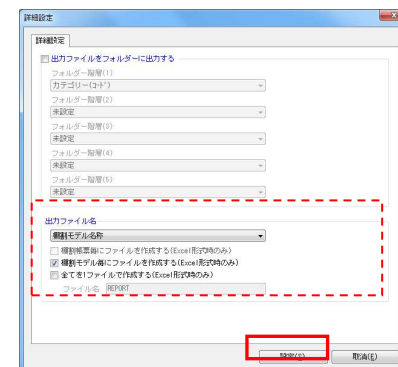 詳細設定
詳細設定
出力ファイルをフォルダーに出力する
フォルダー階層(1)
カテゴリー(コード)
フォルダー階層(2)
未設定
フォルダー階層(3)
未設定
フォルダー階層(4)
未設定
フォルダー階層(5)
未設定
出力ファイル名
棚割モデル名称
棚割帳票毎にファイルを作成する(Excel形式時のみ)
棚割モデル毎にファイルを作成する(Excel形式時のみ)
全てを1ファイルで作成する(Excel形式時のみ)
ファイル名 REPORT
設定(S) 取消(E)